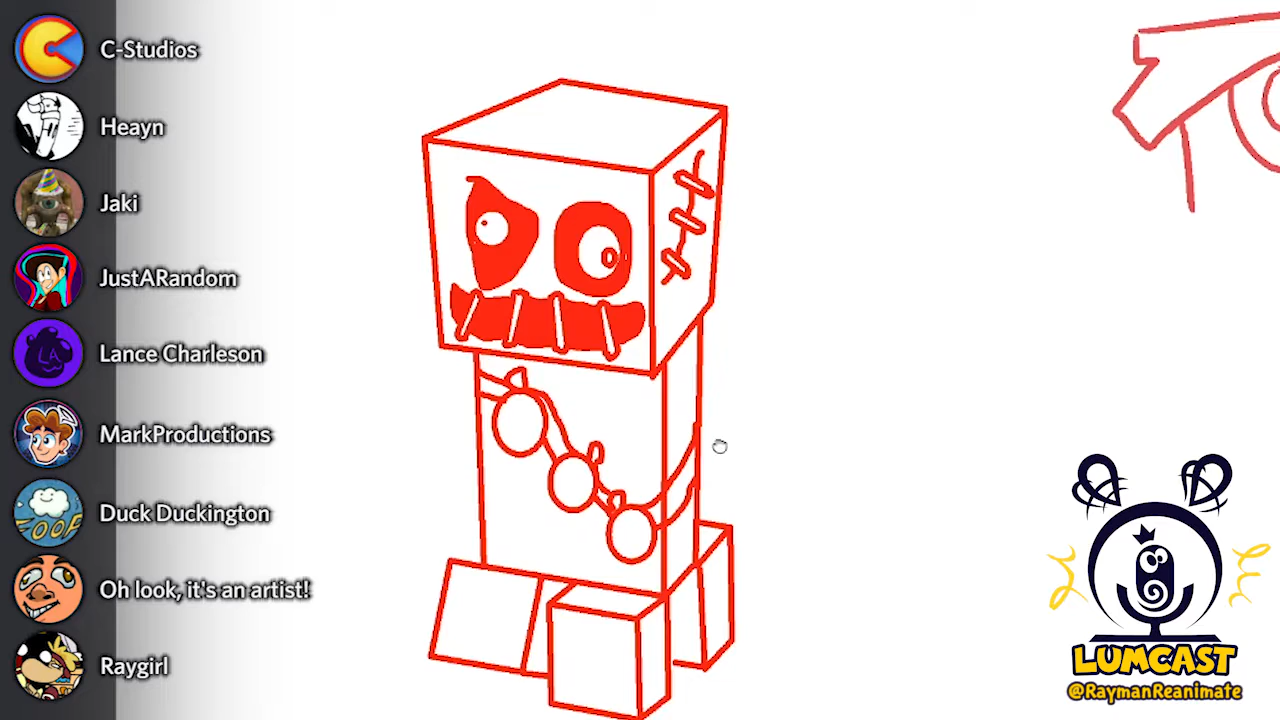 C-Studios
Heayn
Jaki
JustARandom
Lance Charleson
MarkProductions
Duck Duckington
Oh look, it's an artist!
Raygirl
LUMCAST
@RaymanReanimate